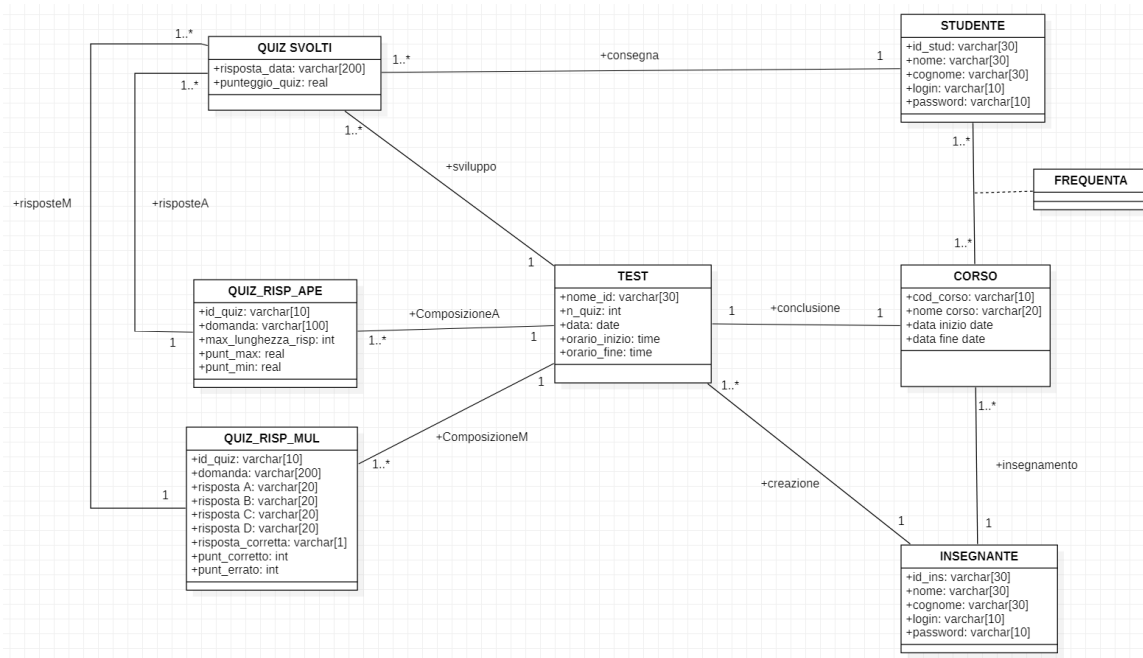 QUIZ SVOLTI
+risposta_data: varchar[200]
+punteggio_quiz: real
1..*
1..*
1..*
1..*
+consegna
1
STUDENTE
+id_stud: varchar[30]
+nome: varchar[30]
+cognome: varchar[30]
+login: varchar[10]
+password: varchar[10]
1..*
FREQUENTA
1..*
+sviluppo
1
+risposteM
+risposteA
QUIZ_RISP_APE
+id_quiz: varchar[10]
+domanda: varchar[100]
+max_lunghezza_risp: int
+punt_max: real
+punt_min: real
1
+ComposizioneA
1..*
1
TEST
+nome_id: varchar[30]
+n_quiz: int
+data: date
+orario_inizio: time
+orario_fine: time
1
+conclusione
1
CORSO
+cod_corso: varchar[10]
+nome corso: varchar[20]
+data inizio date
+data fine date
1
+ComposizioneM
1..*
QUIZ_RISP_MUL
+id_quiz: varchar[10]
+domanda: varchar[200]
+risposta A: varchar[20]
+risposta B: varchar[20]
+risposta C: varchar[20]
+risposta D: varchar[20]
+risposta_corretta: varchar[1]
+punt_corretto: int
+punt_errato: int
1
1..*
+creazione
1
1..*
+insegnamento
1
INSEGNANTE
+id_ins: varchar[30]
+nome: varchar[30]
+cognome: varchar[30]
+login: varchar[10]
+password: varchar[10]